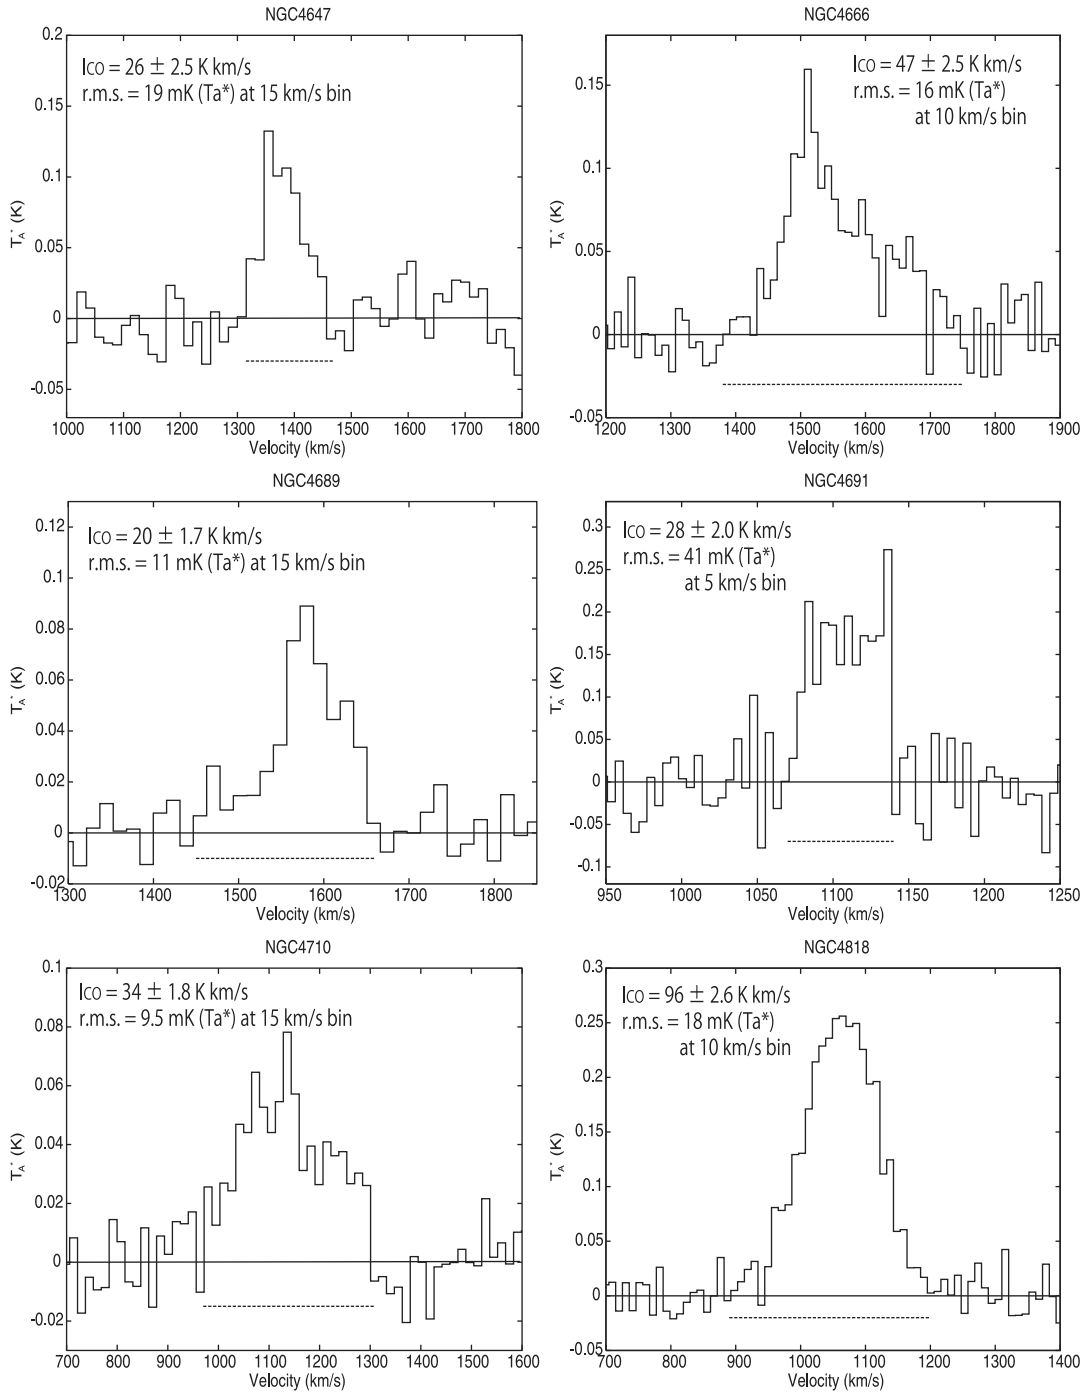 NGC4647
ICO = 26 ± 2.5 K km/s
r.m.s. = 19 mK (Ta*) at 15 km/s bin
0.2
0.15
0.1
0.05
0
-0.05
TA* (K)
1000 1100 1200 1300 1400 1500 1600 1700 1800
Velocity (km/s)
NGC4666
ICO = 47 ± 2.5 K km/s
r.m.s. = 16 mK (Ta*)
at 10 km/s bin
0.15
0.1
0.05
0
-0.05
TA* (K)
1200 1300 1400 1500 1600 1700 1800 1900
Velocity (km/s)
NGC4689
ICO = 20 ± 1.7 K km/s
r.m.s. = 11 mK (Ta*) at 15 km/s bin
0.12
0.1
0.08
0.06
0.04
0.02
0
-0.02
TA* (K)
1300 1400 1500 1600 1700 1800
Velocity (km/s)
NGC4691
ICO = 28 ± 2.0 K km/s
r.m.s. = 41 mK (Ta*)
at 5 km/s bin
0.3
0.25
0.2
0.15
0.1
0.05
0
-0.05
-0.1
TA* (K)
950 1000 1050 1100 1150 1200 1250
Velocity (km/s)
NGC4710
ICO = 34 ± 1.8 K km/s
r.m.s. = 9.5 mK (Ta*) at 15 km/s bin
0.1
0.08
0.06
0.04
0.02
0
-0.02
TA* (K)
700 800 900 1000 1100 1200 1300 1400 1500 1600
Velocity (km/s)
NGC4818
ICO = 96 ± 2.6 K km/s
r.m.s. = 18 mK (Ta*)
at 10 km/s bin
0.3
0.25
0.2
0.15
0.1
0.05
0
-0.05
TA* (K)
700 800 900 1000 1100 1200 1300 1400
Velocity (km/s)